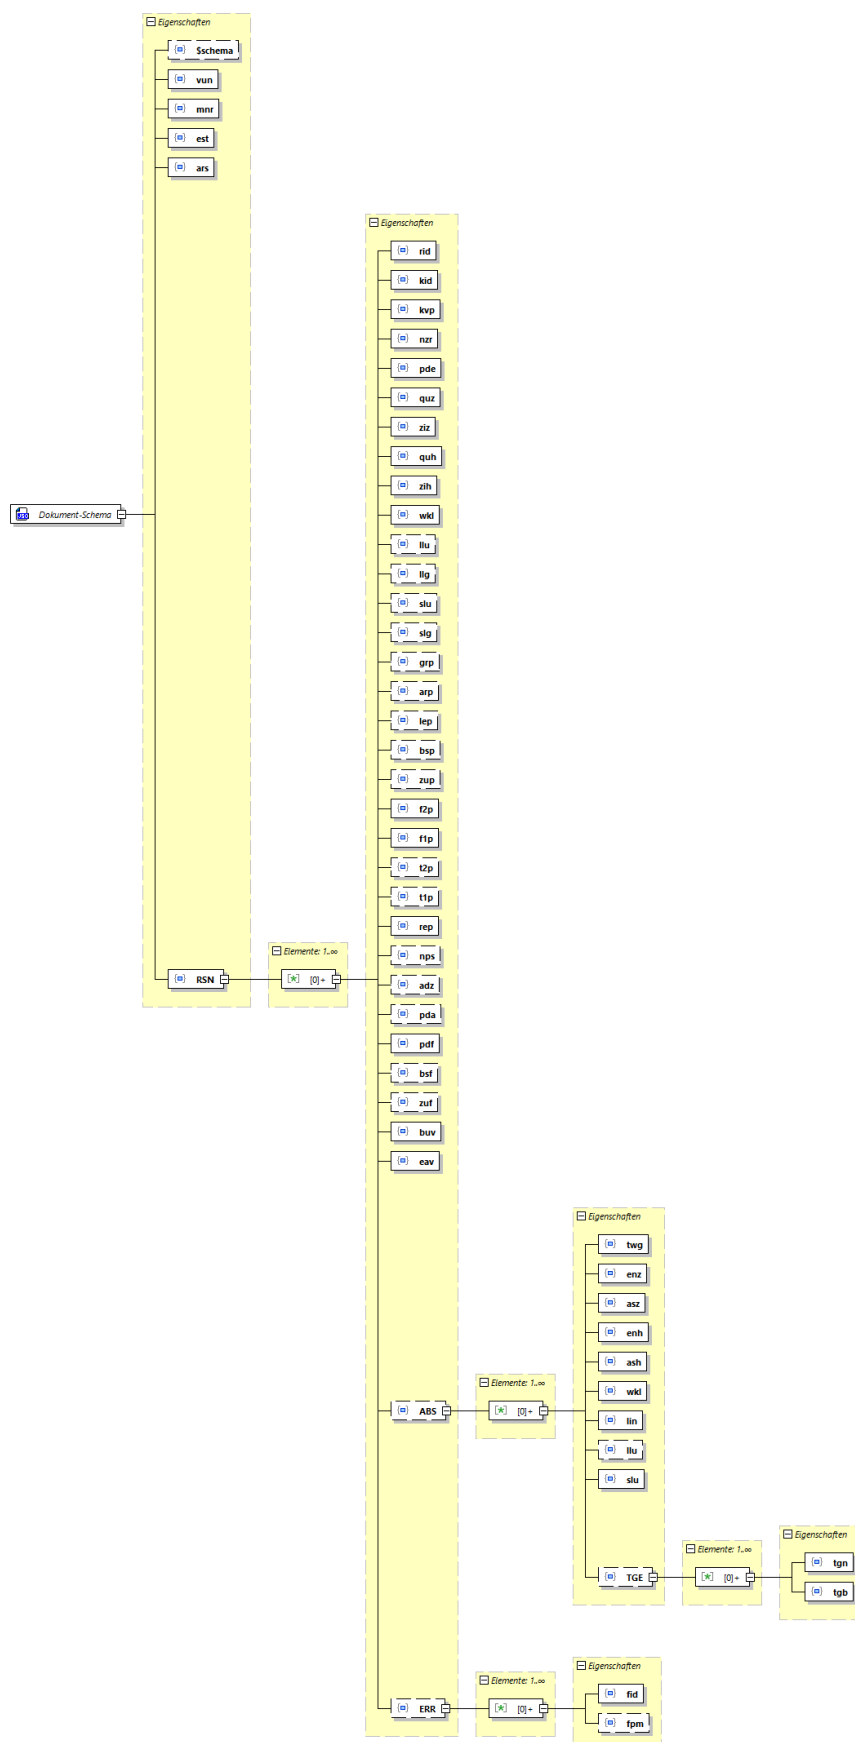 Eigenschaften
$schema
vun
mnr
est
ars
Eigenschaften
rid
kid
kvp
nzr
pde
quz
ziz
quh
zih
Dokument-Schema
wkl
llu
llg
slu
slg
grp
arp
lep
bsp
zup
f2p
f1p
t2p
t1p
rep
Elemente: 1..∞
nps
RSN
[0]+
adz
pda
pdf
bsf
zuf
buv
eav
Eigenschaften
twg
enz
asz
enh
ash
Elemente: 1..∞
wkl
ABS
[0]+
lin
llu
slu
Eigenschaften
Elemente: 1..∞
tgn
TGE
[0]+
tgb
Eigenschaften
Elemente: 1..∞
fid
ERR
[0]+
fpm